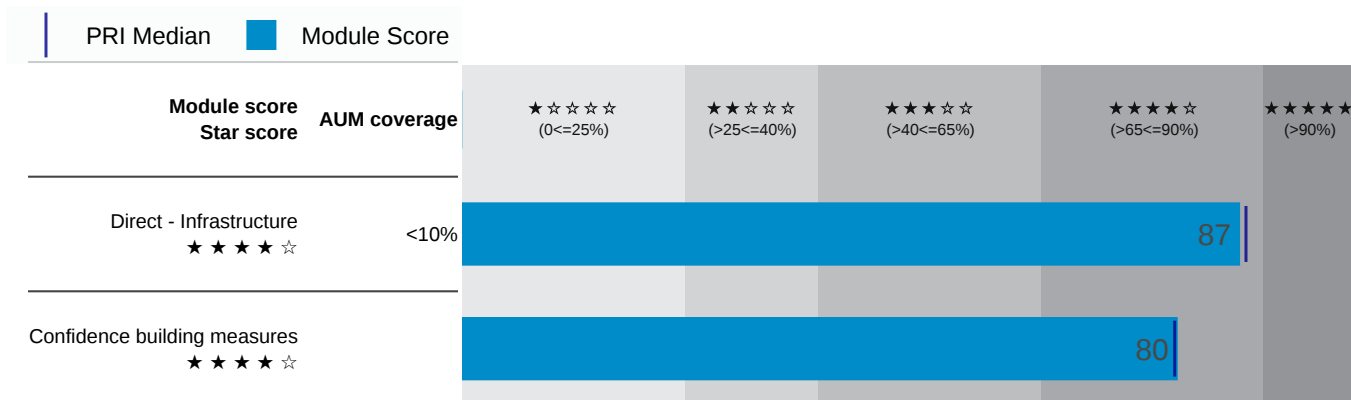 PRI Median Module Score
Module score
Star score
AUM coverage
★☆☆☆☆
(0<=25%)
★★☆☆☆
(>25<=40%)
★★★☆☆
(>40<=65%)
★★★★☆
(>65<=90%)
★★★★★
(>90%)
Direct - Infrastructure
★ ★ ★ ★ ☆
<10%
87
Confidence building measures
★ ★ ★ ★ ☆
80